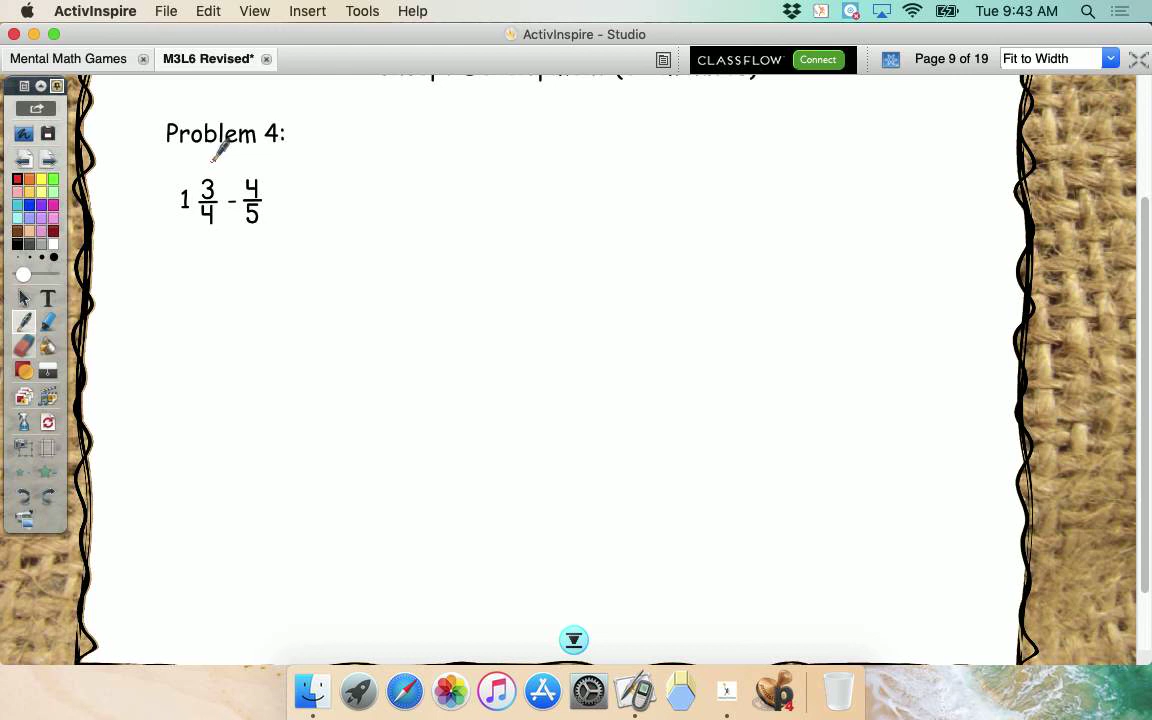 ActivInspire File Edit View Insert Tools Help Tue 9:43 AM
ActivInspire - Studio
Mental Math Games M3L6 Revised* CLASSFLOW Connect Page 9 of 19 Fit to Width
Problem 4:
1 3/4 - 4/5